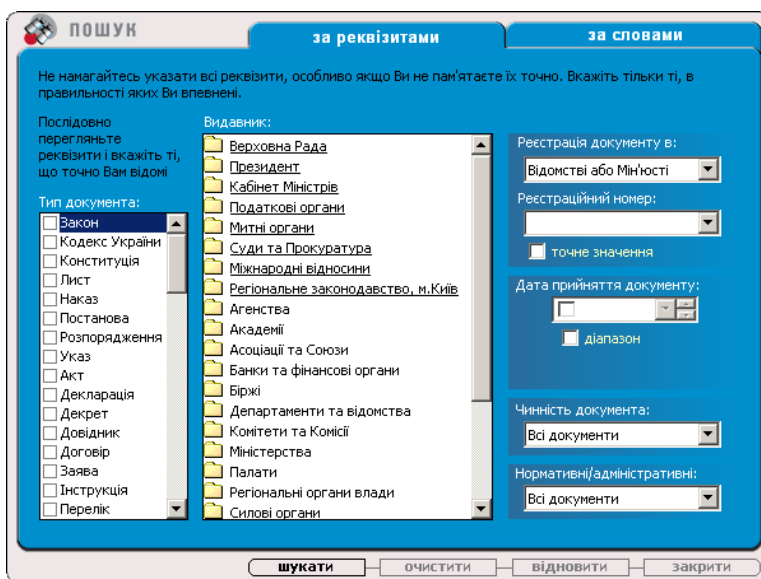 ПОШУК
за реквізитами
за словами
Не намагайтесь указати всі реквізити, особливо якщо Ви не пам'ятаєте їх точно. Вкажіть тільки ті, в
правильності яких Ви впевнені.
Послідовно
перегляньте
реквізити і вкажіть ті,
що точно Вам відомі
Тип документа:
Закон
Кодекс України
Конституція
Лист
Наказ
Постанова
Розпорядження
Указ
Акт
Декларація
Декрет
Довідник
Договір
Заява
Інструкція
Перелік
Видавник:
Верховна Рада
Президент
Кабінет Міністрів
Податкові органи
Митні органи
Суди та Прокуратура
Міжнародні відносини
Регіональне законодавство, м.Київ
Агенства
Академії
Асоціації та Союзи
Банки та фінансові органи
Біржі
Департаменти та відомства
Комітети та Комісії
Міністерства
Палати
Регіональні органи влади
Силові органи
Реєстрація документу в:
Відомстві або Мін'юсті
Реєстраційний номер:
точне значення
Дата прийняття документу:
діапазон
Чинність документа:
Всі документи
Нормативні/адміністративні:
Всі документи
шукати
очистити
відновити
закрити